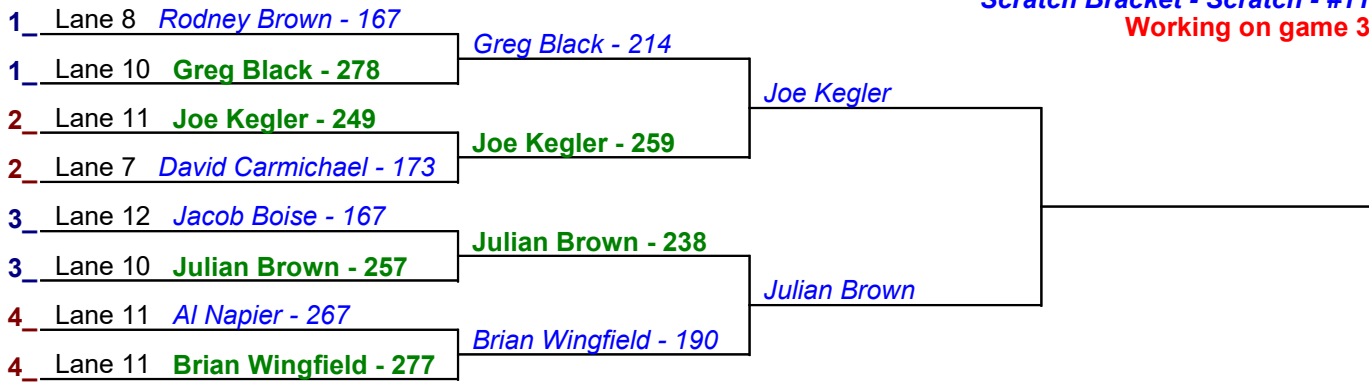 Scratch Bracket - Scratch - #11
Working on game 3
1_ Lane 8 Rodney Brown - 167
Greg Black - 214
1_ Lane 10 Greg Black - 278
Joe Kegler
2_ Lane 11 Joe Kegler - 249
Joe Kegler - 259
2_ Lane 7 David Carmichael - 173
3_ Lane 12 Jacob Boise - 167
Julian Brown - 238
3_ Lane 10 Julian Brown - 257
Julian Brown
4_ Lane 11 Al Napier - 267
Brian Wingfield - 190
4_ Lane 11 Brian Wingfield - 277